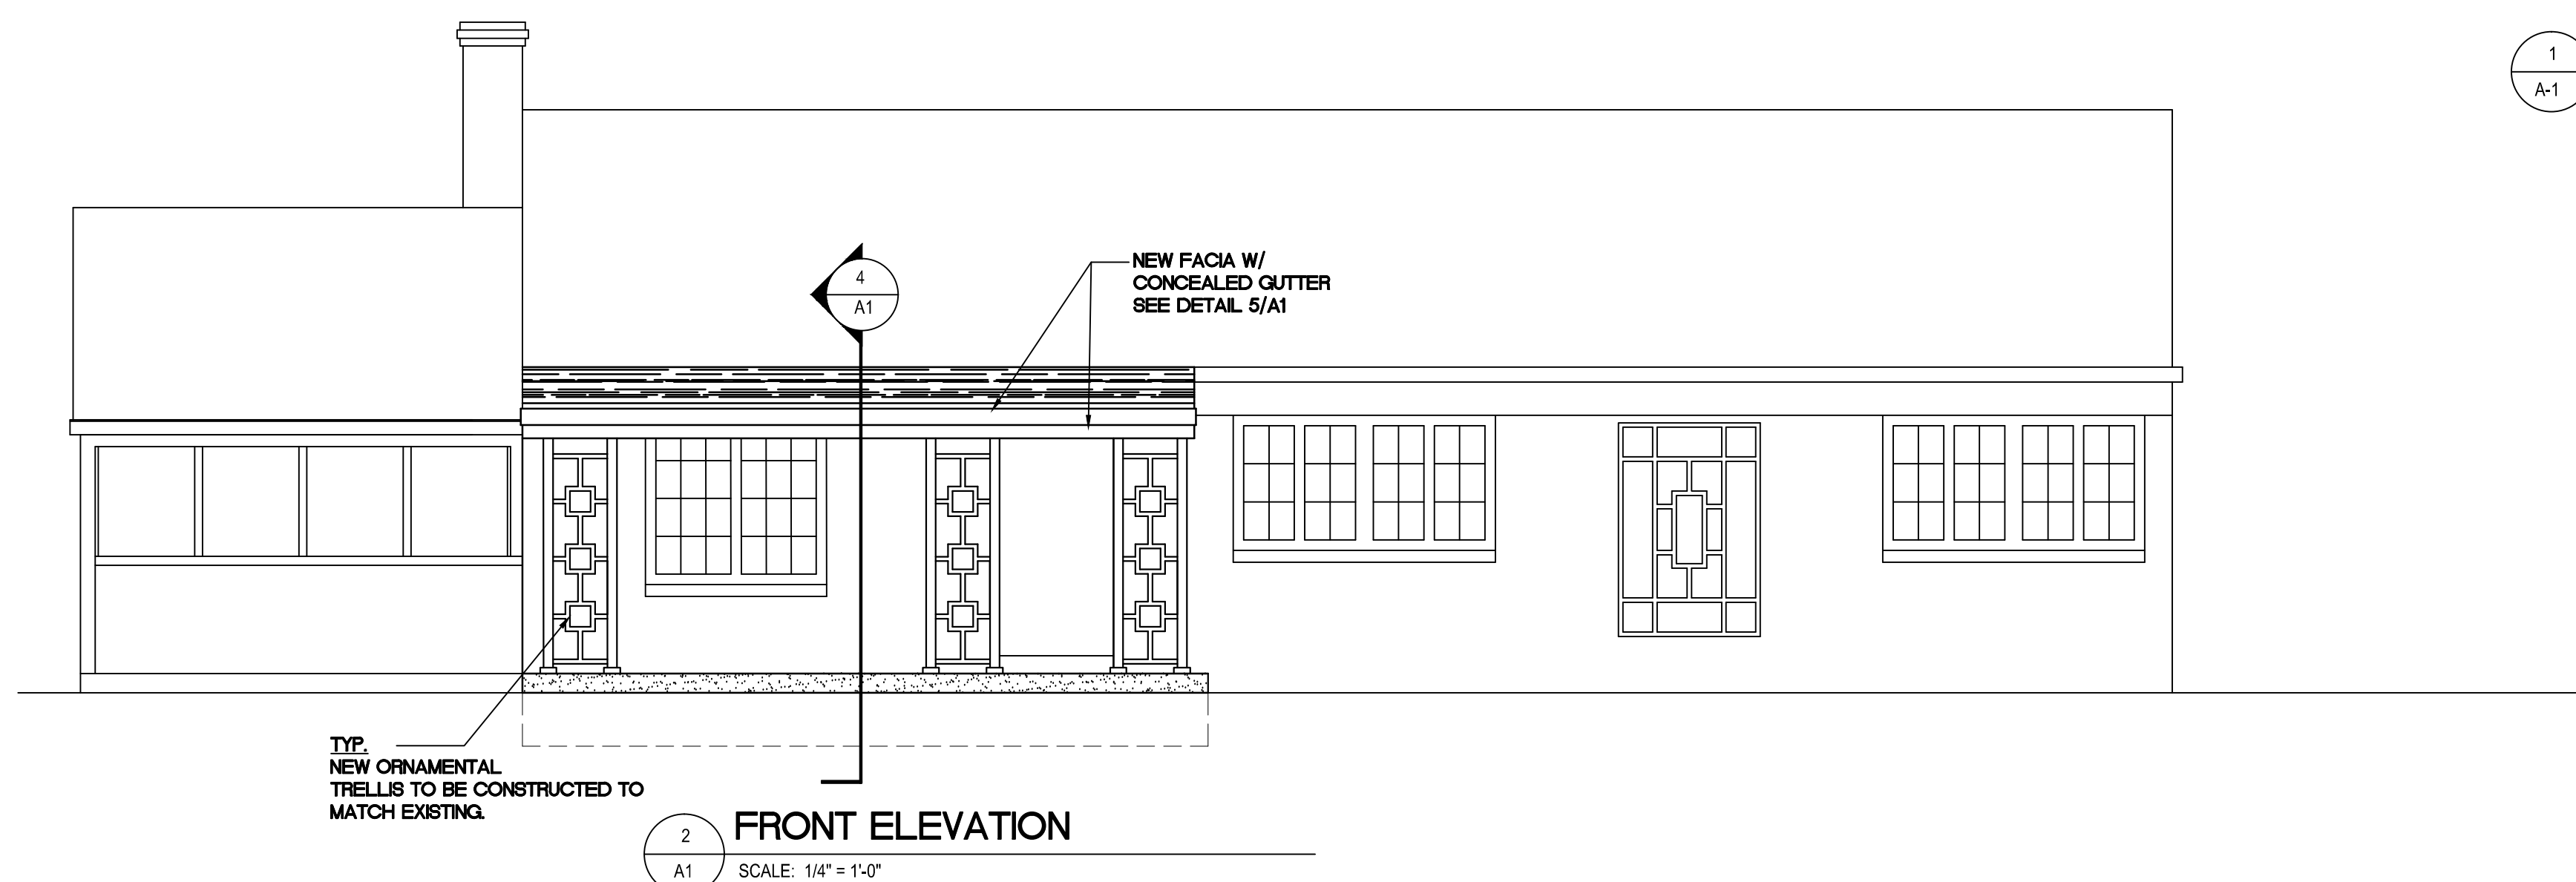 1
A-1
4
A1
NEW FACIA W/
CONCEALED GUTTER
SEE DETAIL 5/A1
TYP.
NEW ORNAMENTAL
TRELLIS TO BE CONSTRUCTED TO
MATCH EXISTING.
2
A1
FRONT ELEVATION
SCALE: 1/4" = 1'-0"